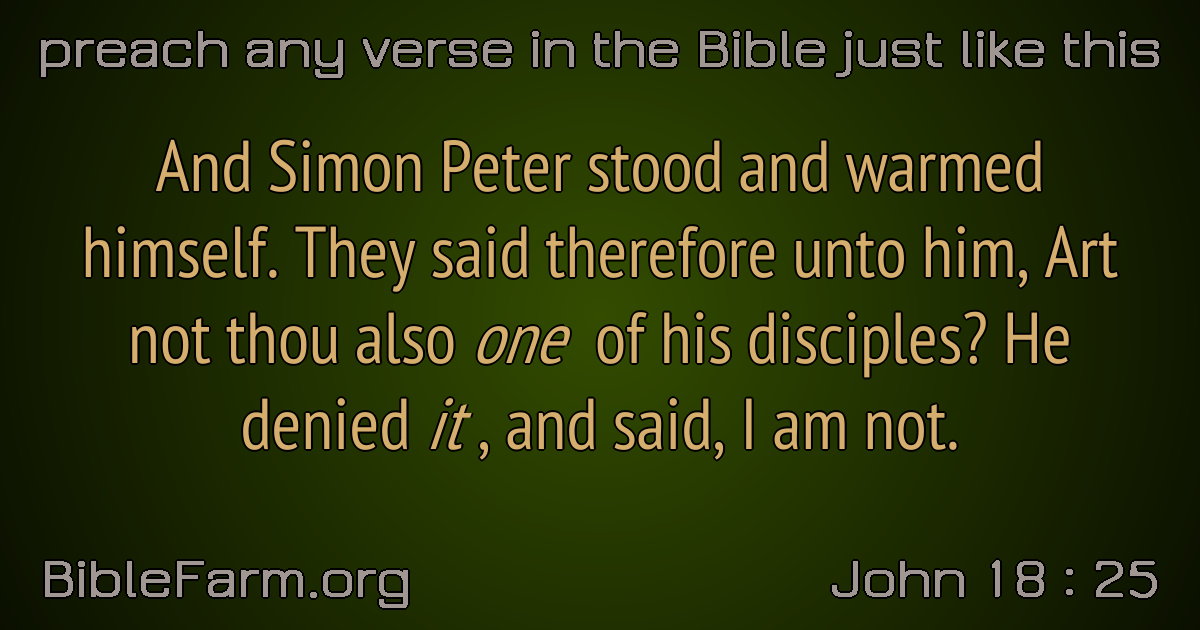 preach any verse in the Bible just like this
And Simon Peter stood and warmed
himself. They said therefore unto him, Art
not thou also one of his disciples? He
denied it , and said, I am not.
BibleFarm.org
John 18 : 25